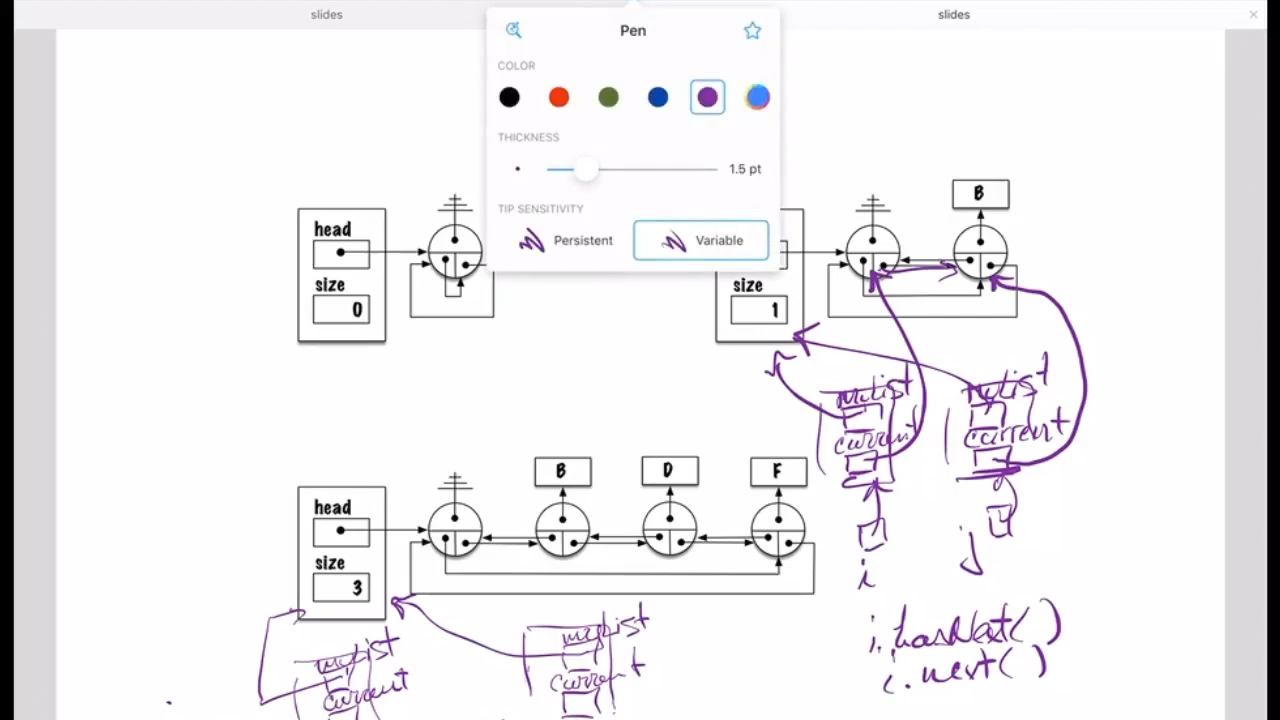 slides
slides
Pen
COLOR
THICKNESS
1.5 pt
TIP SENSITIVITY
Persistent
Variable
head
size
0
size
1
B
mylist
current
i
mylist
current
j
i.hasNext()
i.next()
head
size
3
B
D
F
mylist
current
mylist
current